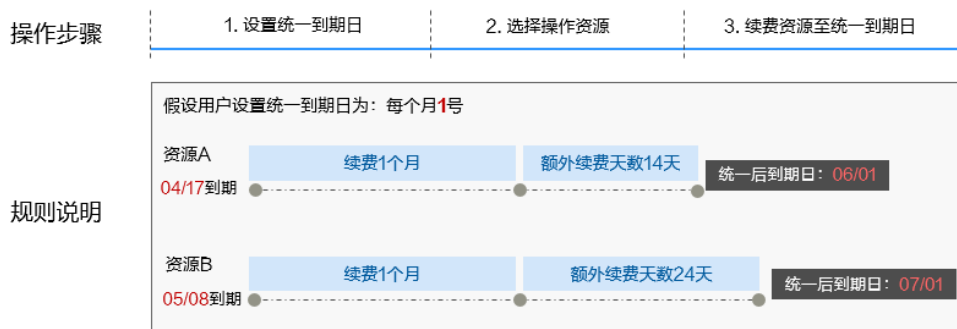 操作步骤
1. 设置统一到期日
2. 选择操作资源
3. 续费资源至统一到期日
规则说明
假设用户设置统一到期日为：每个月1号
资源A
04/17到期
续费1个月
额外续费天数14天
统一后到期日：06/01
资源B
05/08到期
续费1个月
额外续费天数24天
统一后到期日：07/01